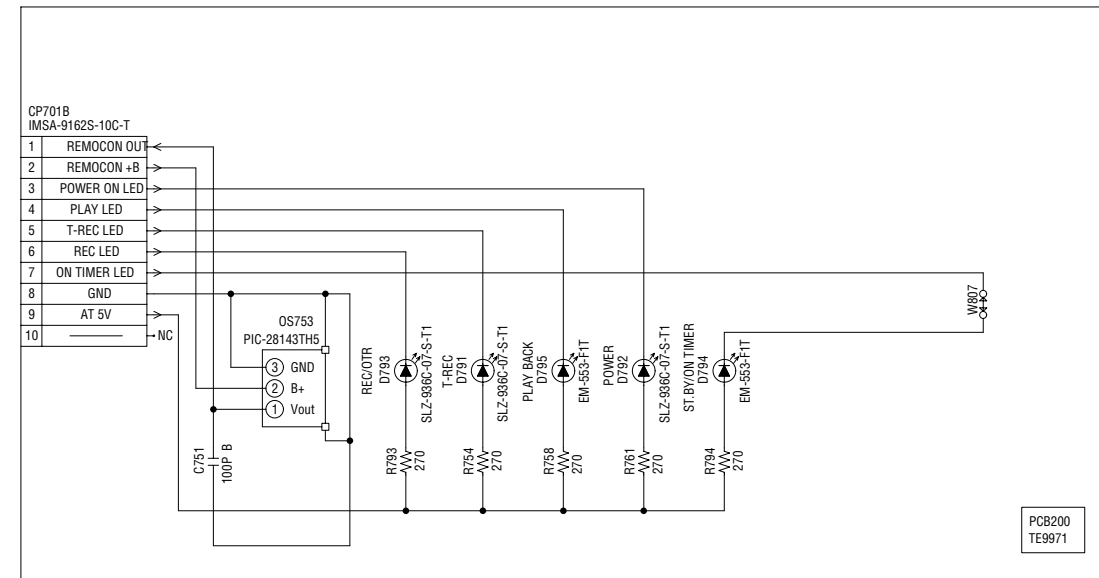 CP701B
IMSA-9162S-10C-T
1 REMOCON OUT
2 REMOCON +B
3 POWER ON LED
4 PLAY LED
5 T-REC LED
6 REC LED
7 ON TIMER LED
8 GND
9 AT 5V
10 NC
OS753
PIC-28143TH5
3 GND
2 B+
1 Vout
C751
100P B
REC/OTR
D793
SLZ-936C-07-S-T1
T-REC
D791
SLZ-936C-07-S-T1
PLAY BACK
D795
EM-553-F1T
POWER
D792
SLZ-936C-07-S-T1
ST.BY/ON TIMER
D794
EM-553-F1T
W807
R793
270
R754
270
R758
270
R761
270
R794
270
PCB200
TE9971